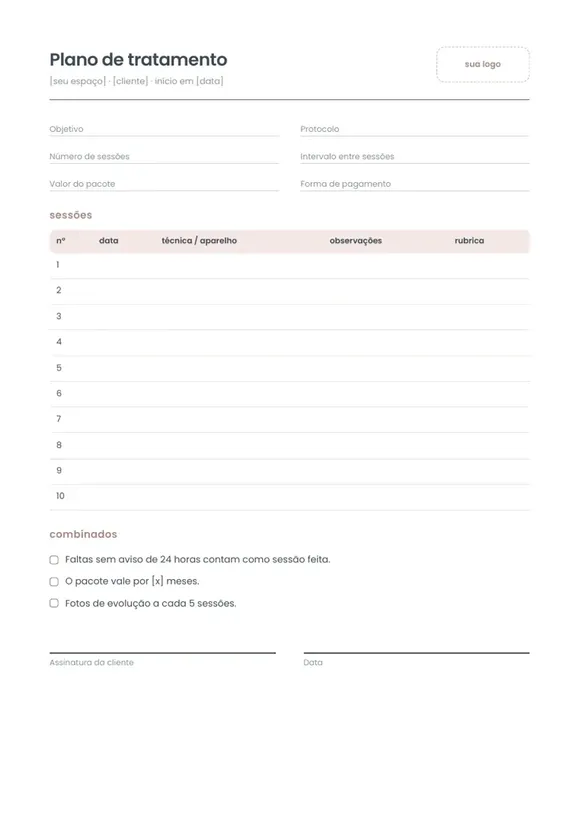 Plano de tratamento
sua logo
[seu espaço] · [cliente] · início em [data]
Objetivo
Protocolo
Número de sessões
Intervalo entre sessões
Valor do pacote
Forma de pagamento
sessões
nº data técnica / aparelho observações rubrica
1
2
3
4
5
6
7
8
9
10
combinados
Faltas sem aviso de 24 horas contam como sessão feita.
O pacote vale por [x] meses.
Fotos de evolução a cada 5 sessões.
Assinatura da cliente
Data